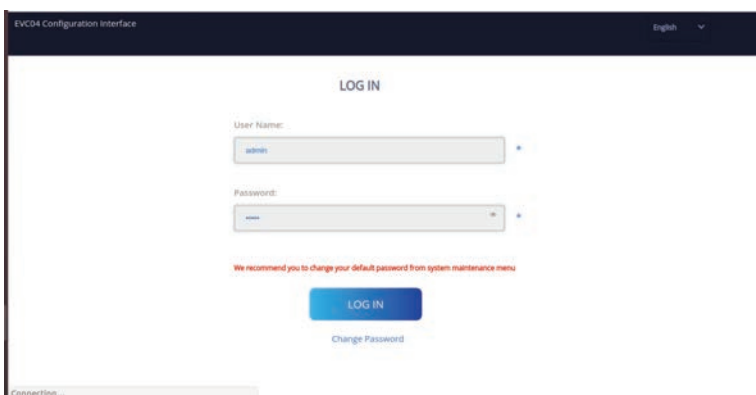 EVC04 Configuration Interface
English
LOG IN
User Name:
admin
Password:
•••••
We recommend you to change your default password from system maintenance menu
LOG IN
Change Password
Connecting...